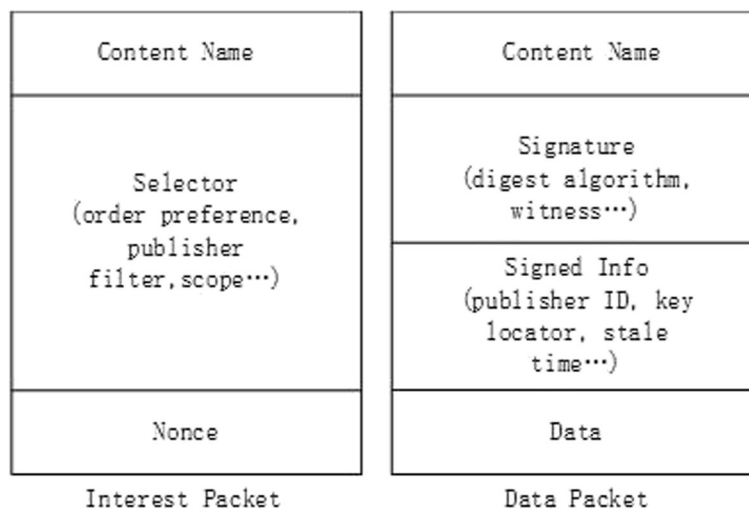 Content Name
Selector
(order preference,
publisher
filter,scope…)
Nonce
Interest Packet
Content Name
Signature
(digest algorithm,
witness…)
Signed Info
(publisher ID, key
locator, stale
time…)
Data
Data Packet